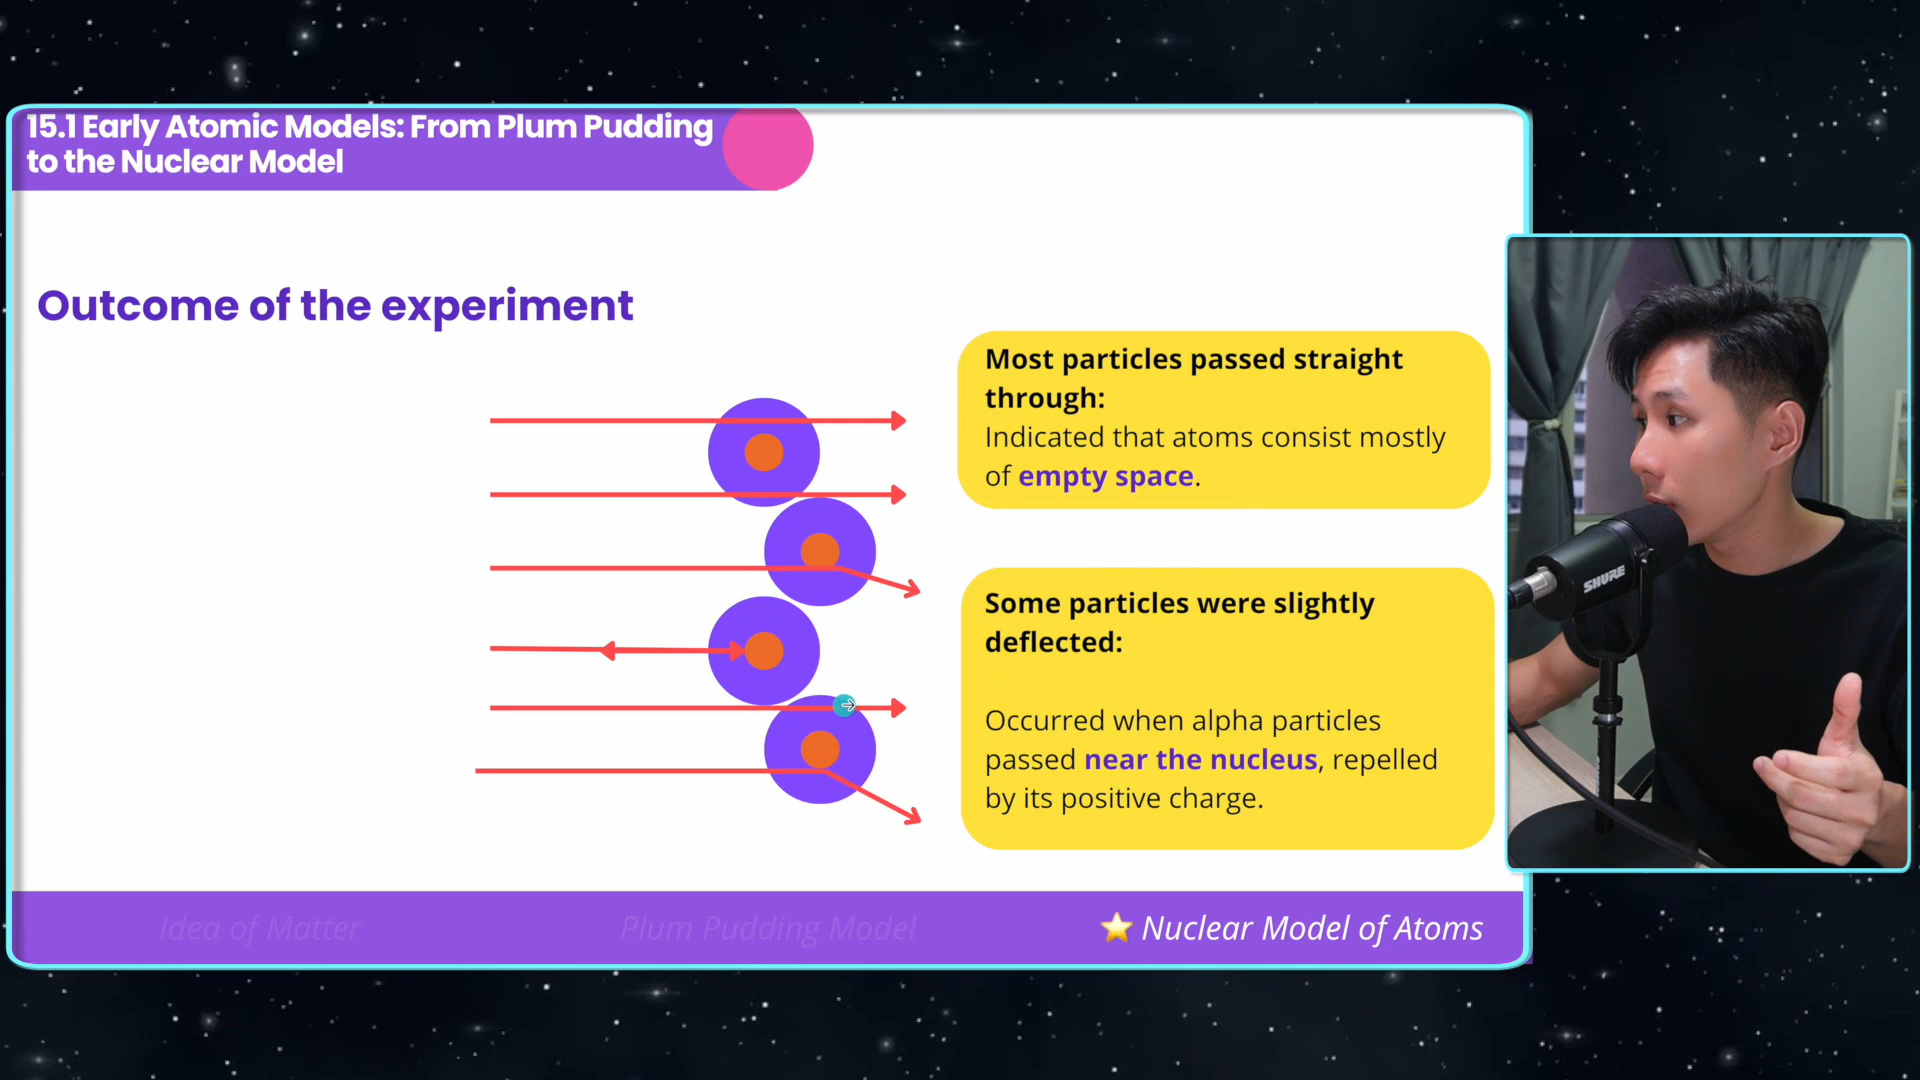 15.1 Early Atomic Models: From Plum Pudding
to the Nuclear Model
Outcome of the experiment
Most particles passed straight
through:
Indicated that atoms consist mostly
of empty space.
Some particles were slightly
deflected:
Occurred when alpha particles
passed near the nucleus, repelled
by its positive charge.
SHURE
Idea of Matter
Plum Pudding Model
⭐ Nuclear Model of Atoms